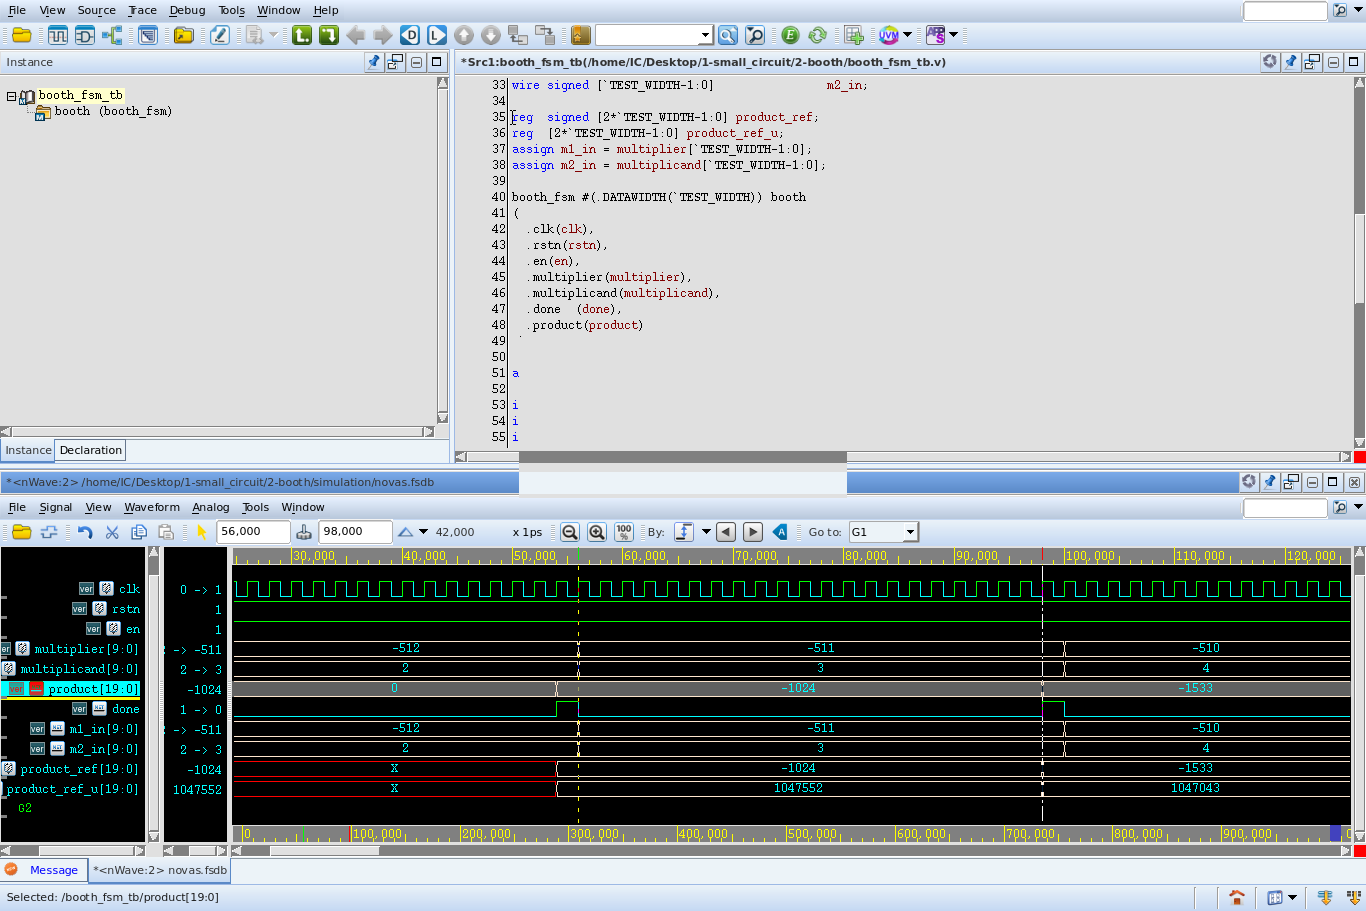 File View Source Trace Debug Tools Window Help
Instance
*Src1:booth_fsm_tb(/home/IC/Desktop/1-small_circuit/2-booth/booth_fsm_tb.v)
Name
booth_fsm_tb
booth (booth_fsm)
33 wire signed [`TEST_WIDTH-1:0] m2_in;
34
35 reg signed [2*`TEST_WIDTH-1:0] product_ref;
36 reg [2*`TEST_WIDTH-1:0] product_ref_u;
37 assign m1_in = multiplier[`TEST_WIDTH-1:0];
38 assign m2_in = multiplicand[`TEST_WIDTH-1:0];
39
40 booth_fsm #(.DATAWIDTH(`TEST_WIDTH)) booth
41 (
42 .clk(clk),
43 .rstn(rstn),
44 .en(en),
45 .multiplier(multiplier),
46 .multiplicand(multiplicand),
47 .done (done),
48 .product(product)
49
50
51 a
52
53 i
54 i
55 i
Instance Declaration
*<nWave:2> /home/IC/Desktop/1-small_circuit/2-booth/simulation/novas.fsdb
File Signal View Waveform Analog Tools Window
56,000 98,000 42,000 x 1ps 100 % By: Go to: G1
30,000 40,000 50,000 60,000 70,000 80,000 90,000 100,000 110,000 120,000
ver clk 0 -> 1
ver rstn 1
ver en 1
ver multiplier[9:0] -> -511 -512 -511 -510
multiplicand[9:0] 2 -> 3 2 3 4
ver product[19:0] -1024 0 -1024 -1533
ver done 1 -> 0
ver m1_in[9:0] -> -511 -512 -511 -510
ver m2_in[9:0] 2 -> 3 2 3 4
product_ref[19:0] -1024 X -1024 -1533
product_ref_u[19:0] 1047552 X 1047552 1047043
G2
0 100,000 200,000 300,000 400,000 500,000 600,000 700,000 800,000 900,000
Message *<nWave:2> novas.fsdb
Selected: /booth_fsm_tb/product[19:0]